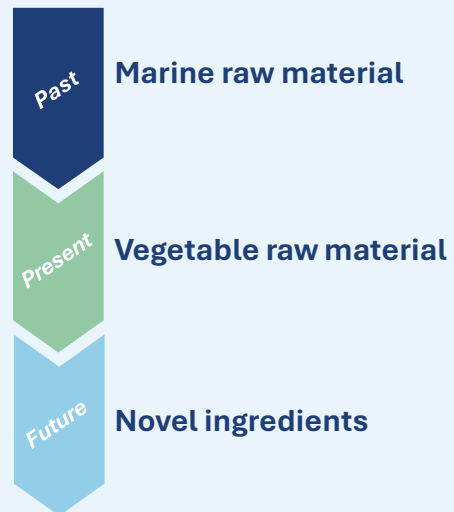 Past
Marine raw material
Present
Vegetable raw material
Future
Novel ingredients